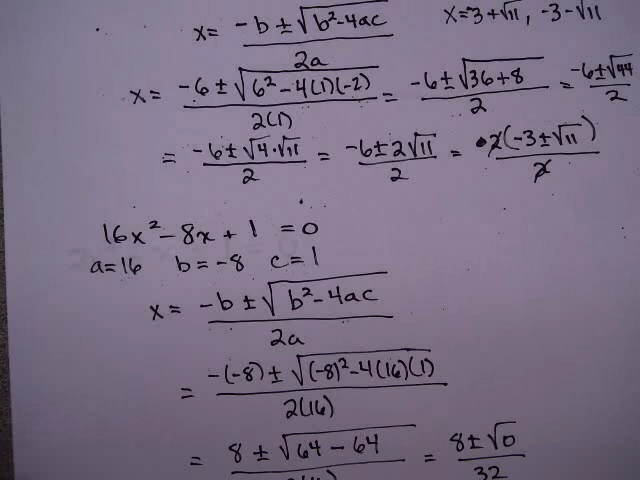 x = (-b ± √(b² - 4ac)) / 2a   x = 3 + √11, -3 - √11
x = (-6 ± √(6² - 4(1)(-2))) / 2(1) = (-6 ± √(36 + 8)) / 2 = (-6 ± √44) / 2
= (-6 ± √4 · √11) / 2 = (-6 ± 2√11) / 2 = 2(-3 ± √11) / 2
16x² - 8x + 1 = 0
a = 16   b = -8   c = 1
x = (-b ± √(b² - 4ac)) / 2a
= (-(-8) ± √((-8)² - 4(16)(1))) / 2(16)
= (8 ± √(64 - 64)) = (8 ± √0) / 32